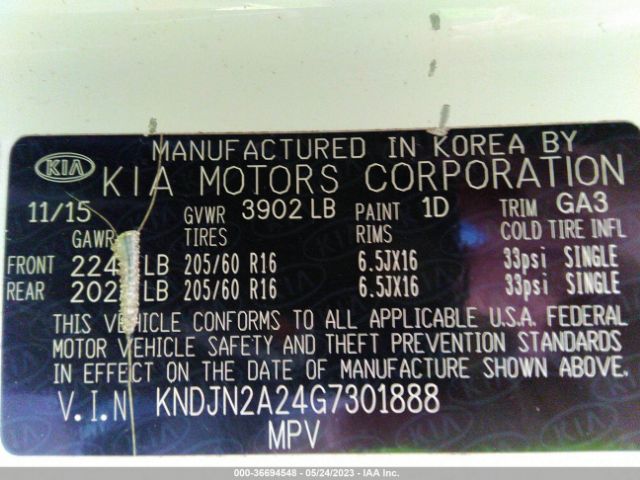 MANUFACTURED IN KOREA BY
KIA KIA MOTORS CORPORATION
11/15 GVWR 3902 LB PAINT 1D TRIM GA3
GAWR TIRES RIMS COLD TIRE INFL
FRONT LB 205/60 R16 6.5JX16 33psi SINGLE
REAR LB 205/60 R16 6.5JX16 33psi SINGLE
THIS VEHICLE CONFORMS TO ALL APPLICABLE U.S.A. FEDERAL
MOTOR VEHICLE SAFETY AND THEFT PREVENTION STANDARDS
IN EFFECT ON THE DATE OF MANUFACTURE SHOWN ABOVE.
V.I.N KNDJN2A24G7301888
MPV
000-36694548 - 05/24/2023 - IAA Inc.